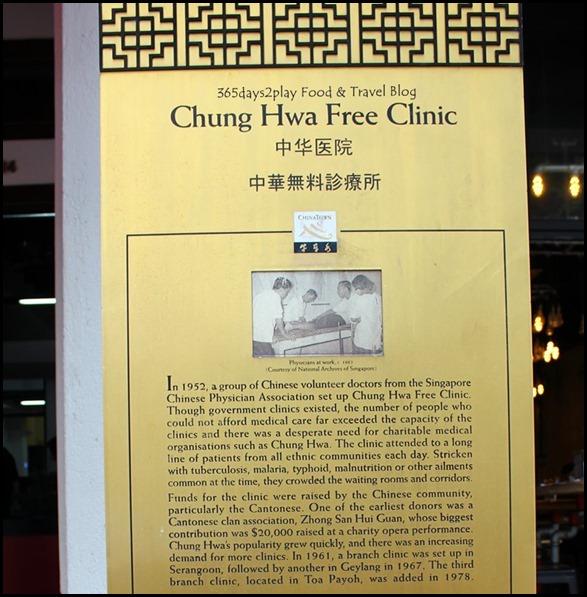 365days2play Food & Travel Blog
Chung Hwa Free Clinic
中华医院
中華無料診療所
CHINATOWN
牛车水
Physicians at work, c. 1967
(Courtesy of National Archives of Singapore)
In 1952, a group of Chinese volunteer doctors from the Singapore
Chinese Physician Association set up Chung Hwa Free Clinic.
Though government clinics existed, the number of people who
could not afford medical care far exceeded the capacity of the
clinics and there was a desperate need for charitable medical
organisations such as Chung Hwa. The clinic attended to a long
line of patients from all ethnic communities each day. Stricken
with tuberculosis, malaria, typhoid, malnutrition or other ailments
common at the time, they crowded the waiting rooms and corridors.
Funds for the clinic were raised by the Chinese community,
particularly the Cantonese. One of the earliest donors was a
Cantonese clan association, Zhong San Hui Guan, whose biggest
contribution was $20,000 raised at a charity opera performance.
Chung Hwa's popularity grew quickly, and there was an increasing
demand for more clinics. In 1961, a branch clinic was set up in
Serangoon, followed by another in Geylang in 1967. The third
branch clinic, located in Toa Payoh, was added in 1978.